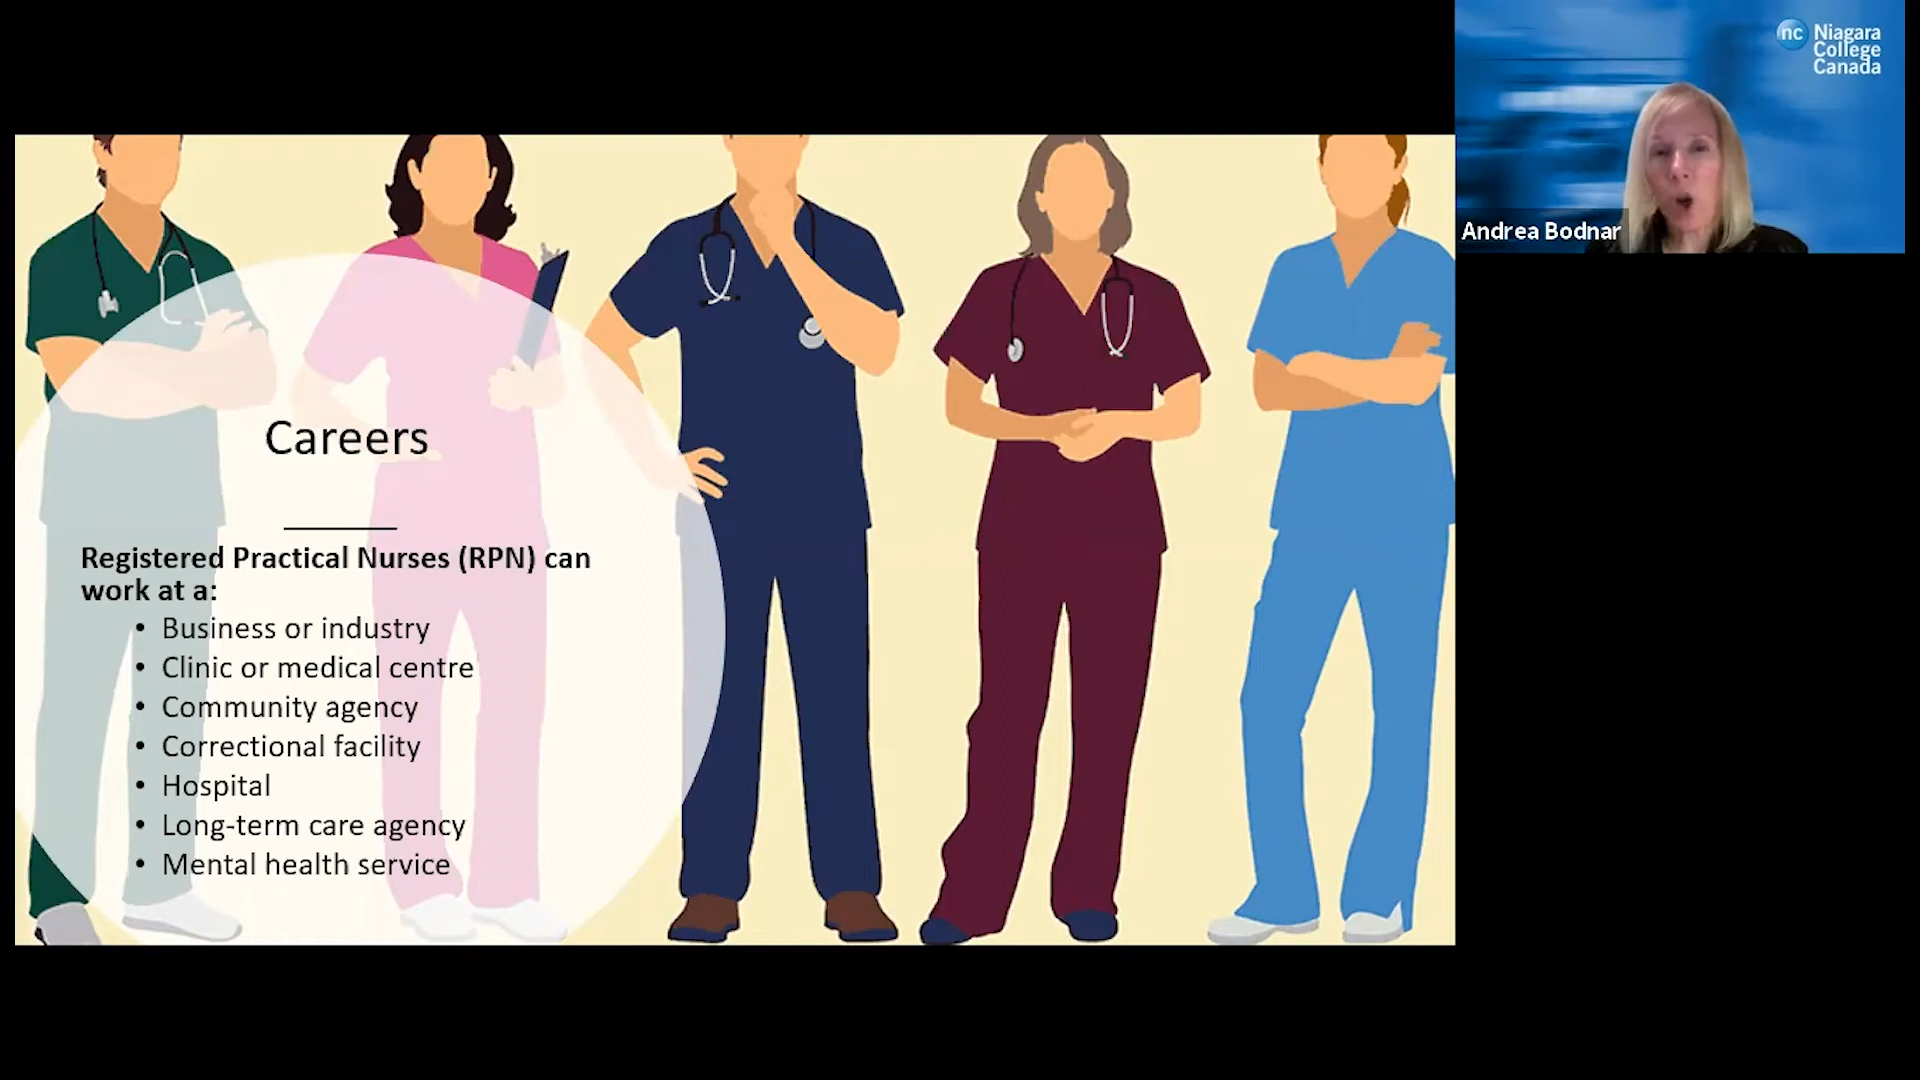 nc Niagara
College
Canada
Andrea Bodnar
Careers
Registered Practical Nurses (RPN) can
work at a:
• Business or industry
• Clinic or medical centre
• Community agency
• Correctional facility
• Hospital
• Long-term care agency
• Mental health service